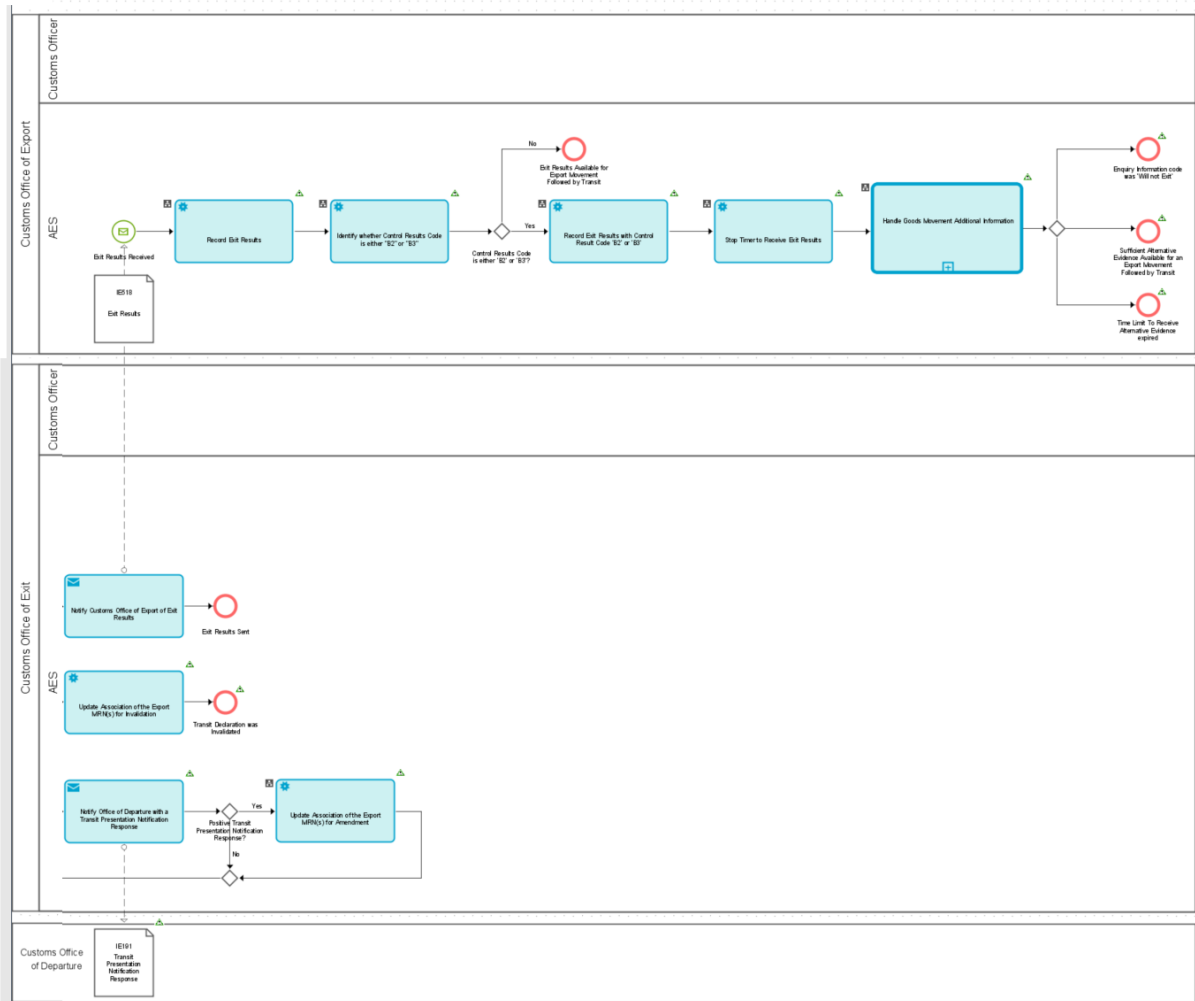 Customs Office of Export
Customs Officer
AES
Exit Results Received
IE518
Exit Results
Record Exit Results
Identify whether Control Results Code
is either "B2" or "B3"
Control Results Code
is either 'B2' or 'B3'?
No
Exit Results Available for
Export Movement
Followed by Transit
Yes
Record Exit Results with Control
Result Code 'B2' or 'B3'
Stop Timer to Receive Exit Results
Handle Goods Movement Additional Information
Enquiry Information code
was 'Will not Exit'
Sufficient Alternative
Evidence Available for an
Export Movement
Followed by Transit
Time Limit To Receive
Alternative Evidence
expired
Customs Office of Exit
Customs Officer
AES
Notify Customs Office of Export of Exit
Results
Exit Results Sent
Update Association of the Export
MRN(s) for Invalidation
Transit Declaration was
Invalidated
Notify Office of Departure with a
Transit Presentation Notification
Response
Positive Transit
Presentation Notification
Response?
Yes
No
Update Association of the Export
MRN(s) for Amendment
Customs Office
of Departure
IE191
Transit
Presentation
Notification
Response